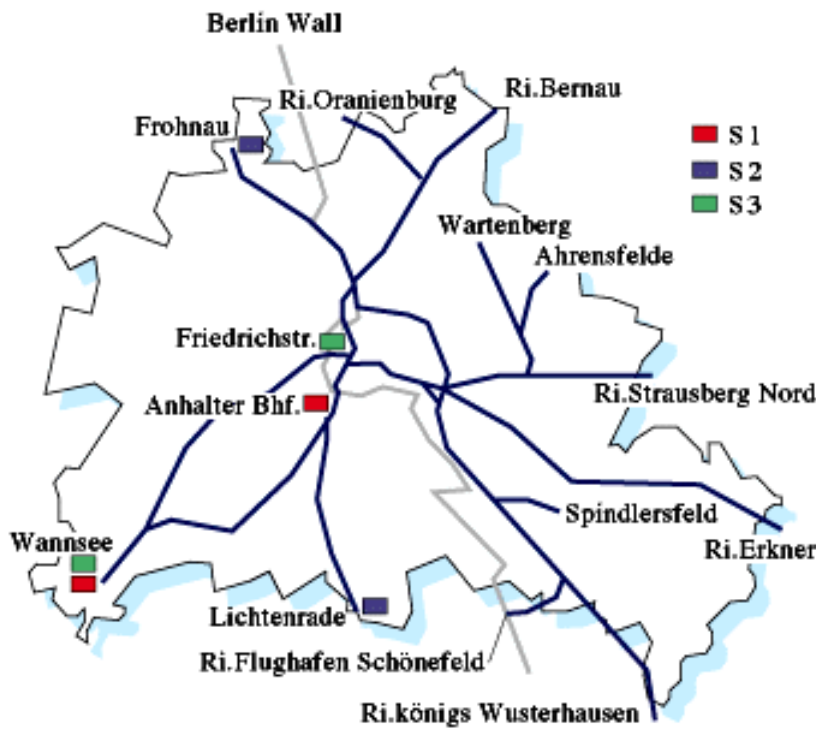 Berlin Wall
Ri.Oranienburg
Ri.Bernau
Frohnau
S 1
S 2
S 3
Wartenberg
Ahrensfelde
Friedrichstr.
Anhalter Bhf.
Ri.Strausberg Nord
Spindlersfeld
Wannsee
Ri.Erkner
Lichtenrade
Ri.Flughafen Schönefeld
Ri.königs Wusterhausen